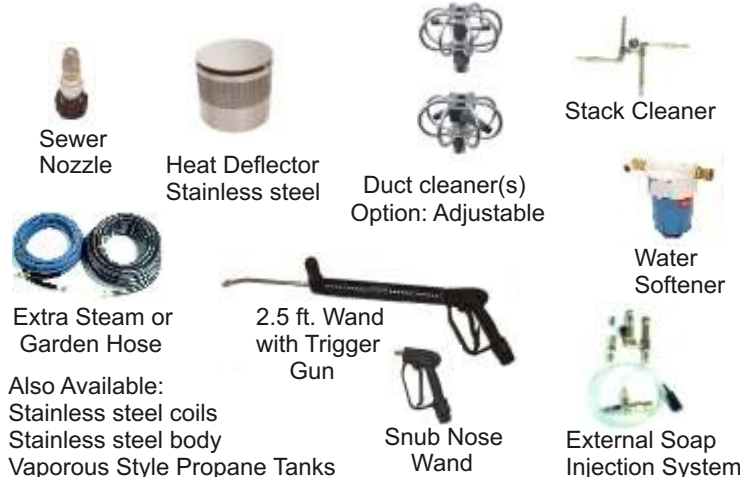 Sewer
Nozzle
Heat Deflector
Stainless steel
Duct cleaner(s)
Option: Adjustable
Stack Cleaner
Water
Softener
Extra Steam or
Garden Hose
2.5 ft. Wand
with Trigger
Gun
Snub Nose
Wand
External Soap
Injection System
Also Available:
Stainless steel coils
Stainless steel body
Vaporous Style Propane Tanks